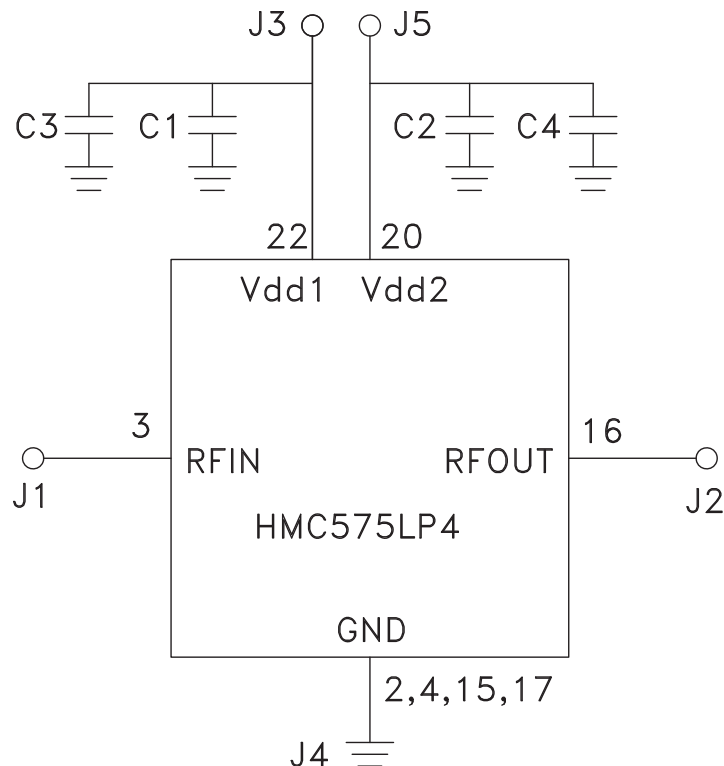 J3 J5
C3 C1 C2 C4
22 20
Vdd1 Vdd2
3 16
RFIN RFOUT
J1 J2
HMC575LP4
GND
2,4,15,17
J4